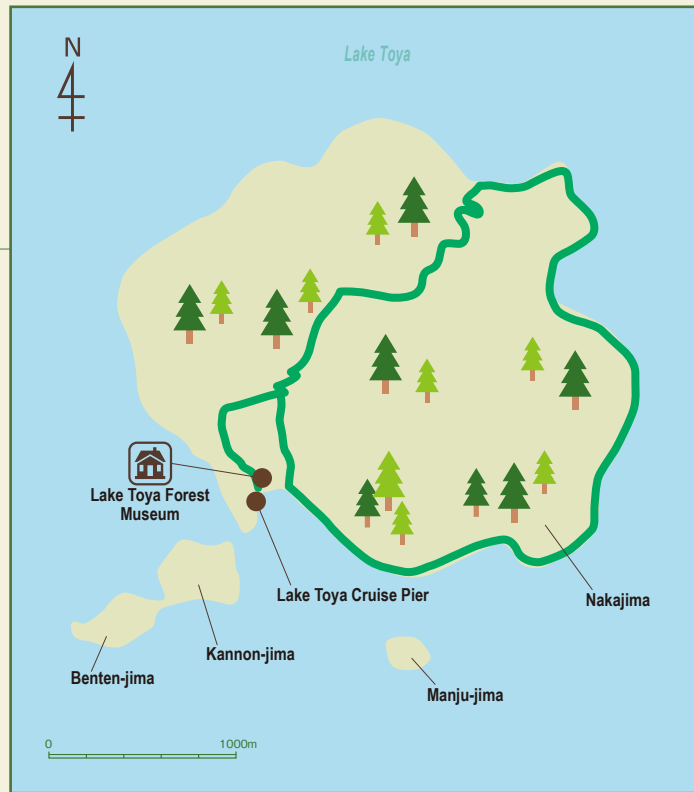 N
Lake Toya
Lake Toya Forest
Museum
Lake Toya Cruise Pier
Nakajima
Kannon-jima
Benten-jima
Manju-jima
0 1000m